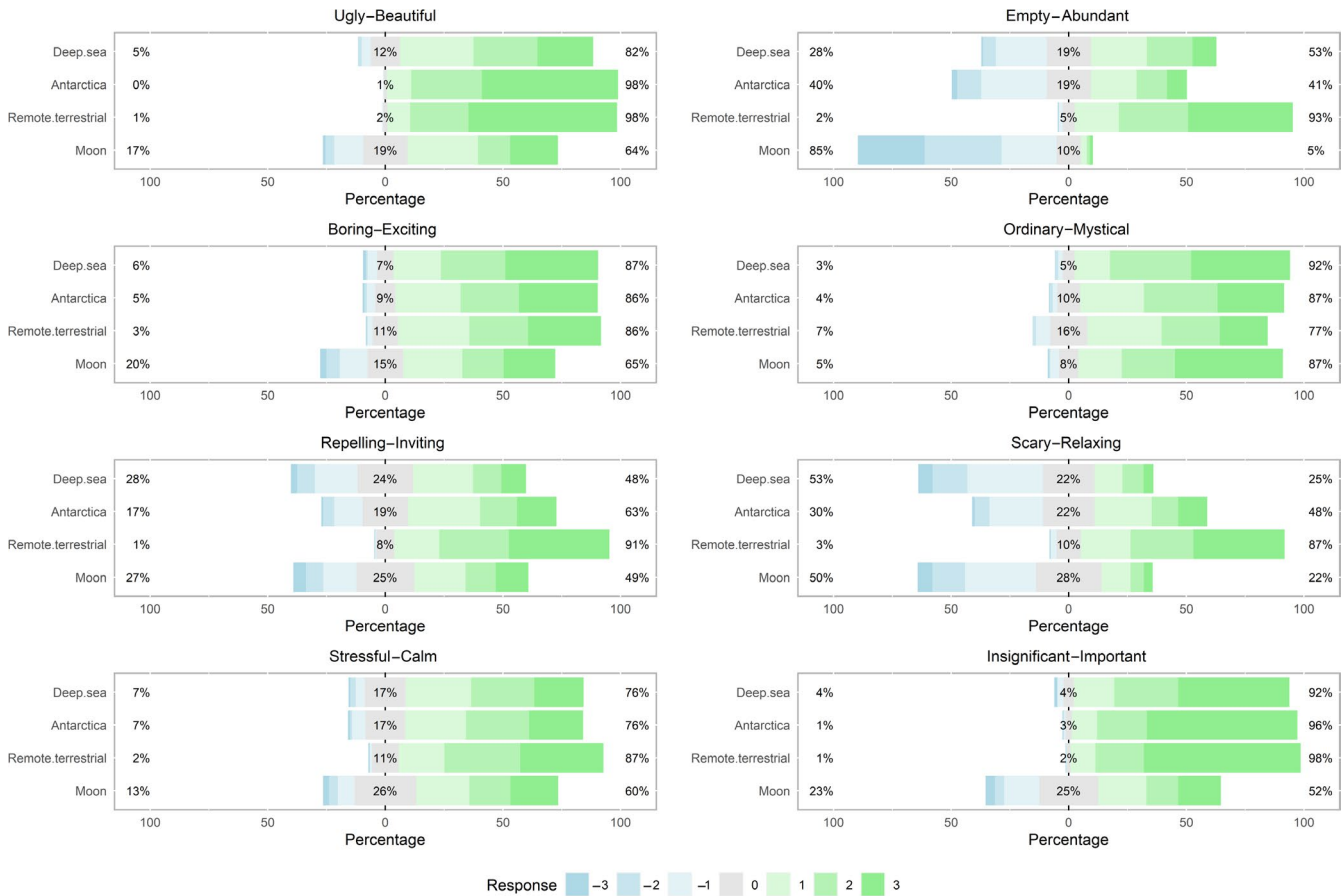 Ugly–Beautiful
Deep.sea 5% 12% 82%
Antarctica 0% 1% 98%
Remote.terrestrial 1% 2% 98%
Moon 17% 19% 64%
100 50 0 50 100
Percentage
Empty–Abundant
Deep.sea 28% 19% 53%
Antarctica 40% 19% 41%
Remote.terrestrial 2% 5% 93%
Moon 85% 10% 5%
100 50 0 50 100
Percentage
Boring–Exciting
Deep.sea 6% 7% 87%
Antarctica 5% 9% 86%
Remote.terrestrial 3% 11% 86%
Moon 20% 15% 65%
100 50 0 50 100
Percentage
Ordinary–Mystical
Deep.sea 3% 5% 92%
Antarctica 4% 10% 87%
Remote.terrestrial 7% 16% 77%
Moon 5% 8% 87%
100 50 0 50 100
Percentage
Repelling–Inviting
Deep.sea 28% 24% 48%
Antarctica 17% 19% 63%
Remote.terrestrial 1% 8% 91%
Moon 27% 25% 49%
100 50 0 50 100
Percentage
Scary–Relaxing
Deep.sea 53% 22% 25%
Antarctica 30% 22% 48%
Remote.terrestrial 3% 10% 87%
Moon 50% 28% 22%
100 50 0 50 100
Percentage
Stressful–Calm
Deep.sea 7% 17% 76%
Antarctica 7% 17% 76%
Remote.terrestrial 2% 11% 87%
Moon 13% 26% 60%
100 50 0 50 100
Percentage
Insignificant–Important
Deep.sea 4% 4% 92%
Antarctica 1% 3% 96%
Remote.terrestrial 1% 2% 98%
Moon 23% 25% 52%
100 50 0 50 100
Percentage
Response –3 –2 –1 0 1 2 3